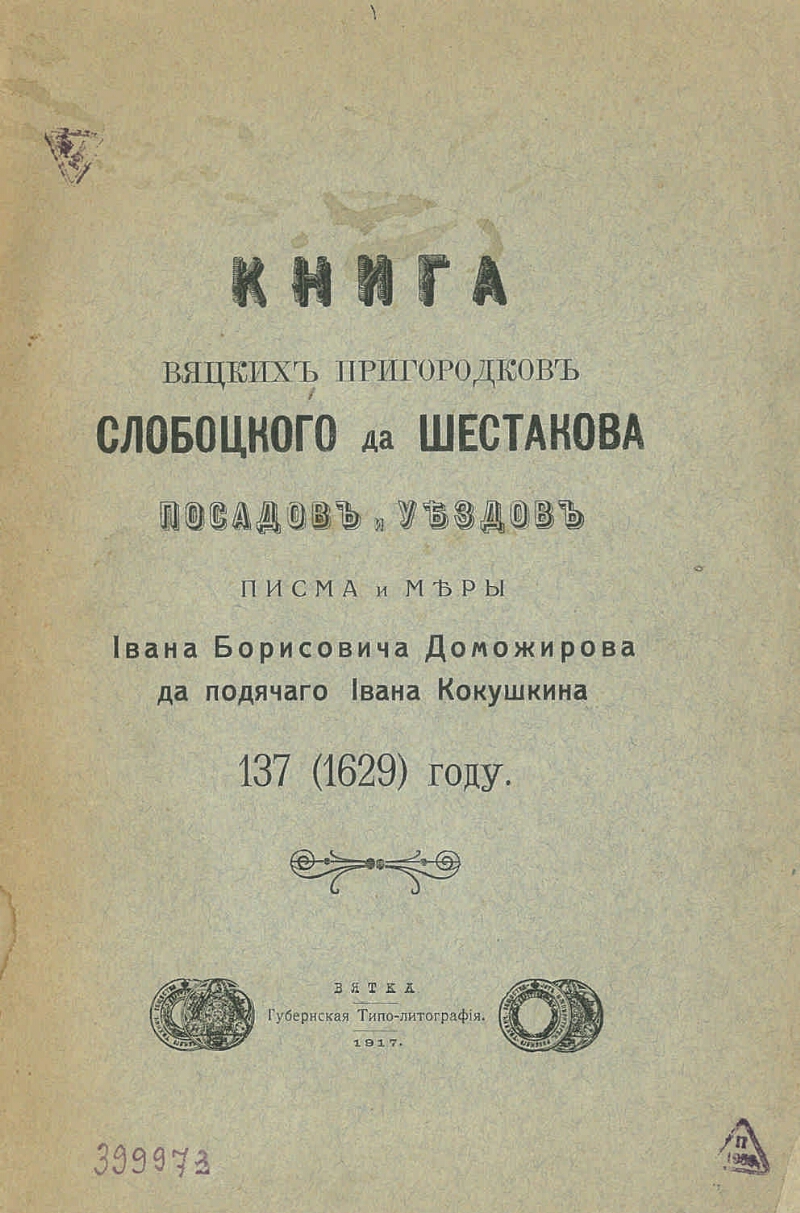 КНИГА
ВЯЦКИХЪ ПРИГОРОДКОВЪ
СЛОБОЦКОГО да ШЕСТАКОВА
ПОСАДОВЪ и УѢЗДОВЪ
ПИСМА и МѢРЫ
Івана Борисовича Доможирова
да подячаго Івана Кокушкина
137 (1629) году.
ВЯТКА
Губернская Типо-литографія.
1917.
399972